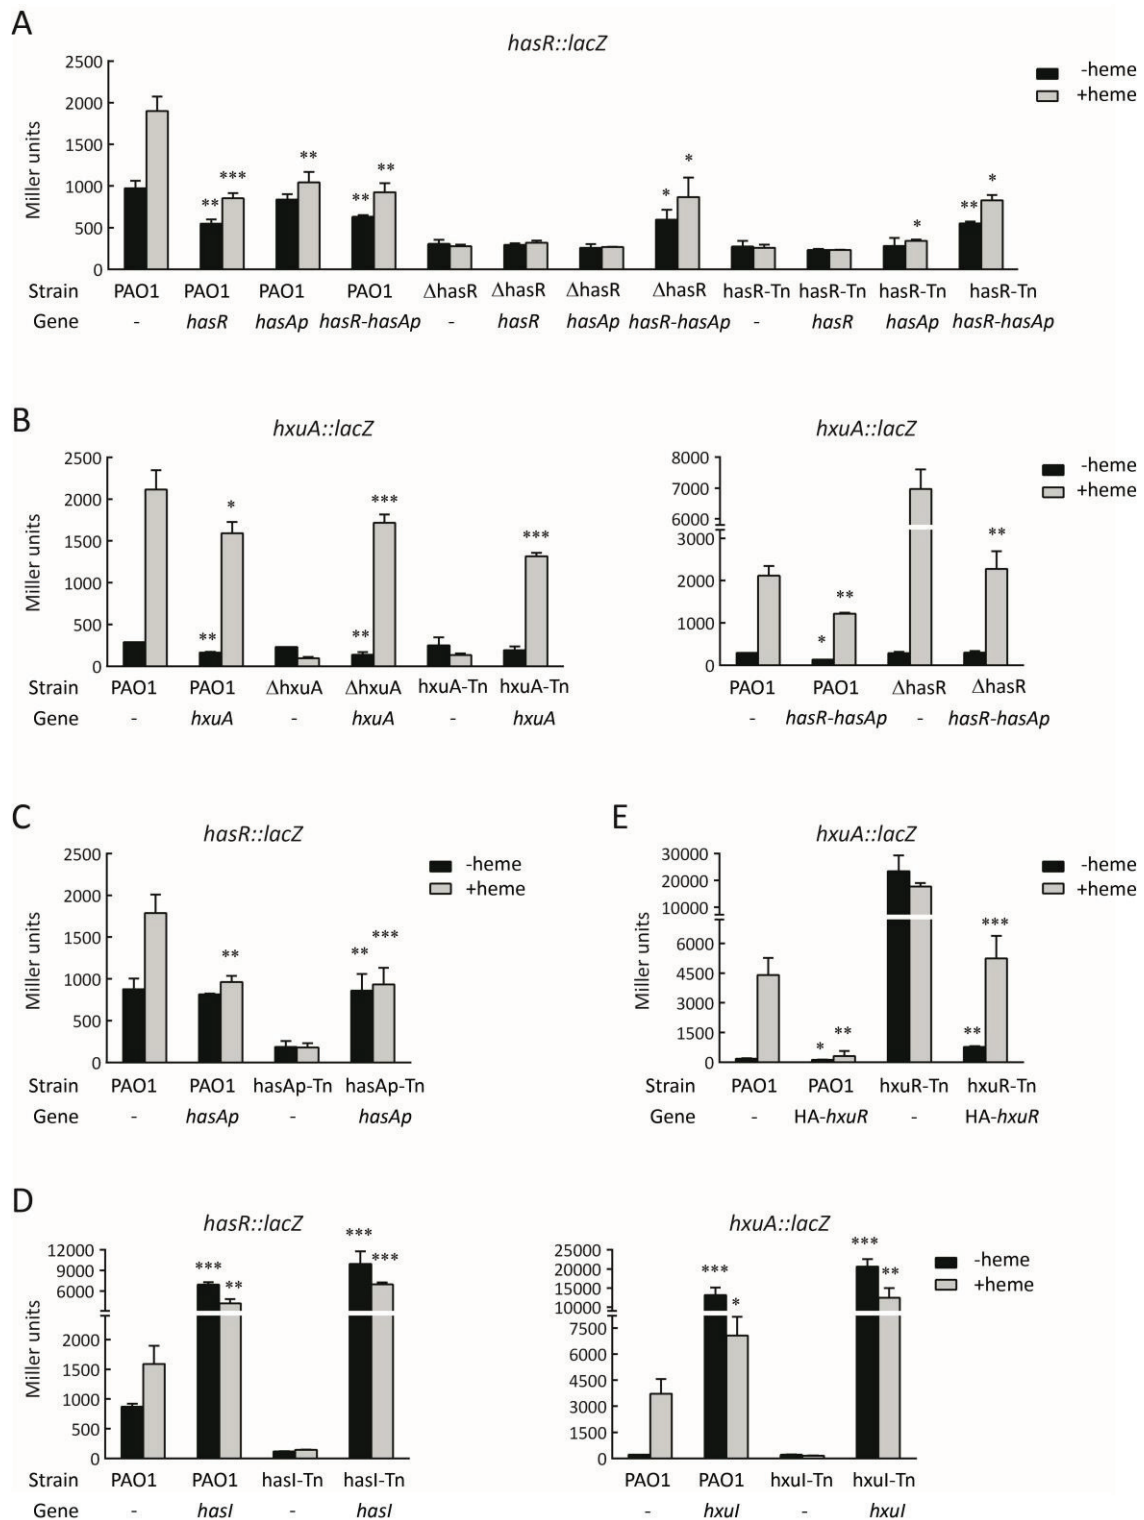 A
hasR::lacZ
-heme
+heme
Miller units
2500
2000
1500
1000
500
0
** *** ** ** ** * * * ** *
Strain PAO1 PAO1 PAO1 PAO1 ΔhasR ΔhasR ΔhasR ΔhasR hasR-Tn hasR-Tn hasR-Tn hasR-Tn
Gene - hasR hasAp hasR-hasAp - hasR hasAp hasR-hasAp - hasR hasAp hasR-hasAp
B
hxuA::lacZ
Miller units
2500
2000
1500
1000
500
0
** * ** *** ***
Strain PAO1 PAO1 ΔhxuA ΔhxuA hxuA-Tn hxuA-Tn
Gene - hxuA - hxuA - hxuA
hxuA::lacZ
-heme
+heme
8000
7000
6000
3000
2000
1000
0
* ** **
PAO1 PAO1 ΔhasR ΔhasR
- hasR-hasAp - hasR-hasAp
C
hasR::lacZ
-heme
+heme
Miller units
2500
2000
1500
1000
500
0
** ** ***
Strain PAO1 PAO1 hasAp-Tn hasAp-Tn
Gene - hasAp - hasAp
E
hxuA::lacZ
-heme
+heme
Miller units
30000
20000
10000
6000
4500
3000
1500
0
* ** ** ***
Strain PAO1 PAO1 hxuR-Tn hxuR-Tn
Gene - HA-hxuR - HA-hxuR
D
hasR::lacZ
Miller units
12000
9000
6000
2000
1500
1000
500
0
*** ** *** ***
Strain PAO1 PAO1 hasI-Tn hasI-Tn
Gene - hasI - hasI
hxuA::lacZ
-heme
+heme
25000
20000
15000
10000
7500
4500
3000
1500
0
*** * *** **
PAO1 PAO1 hxuI-Tn hxuI-Tn
- hxuI - hxuI